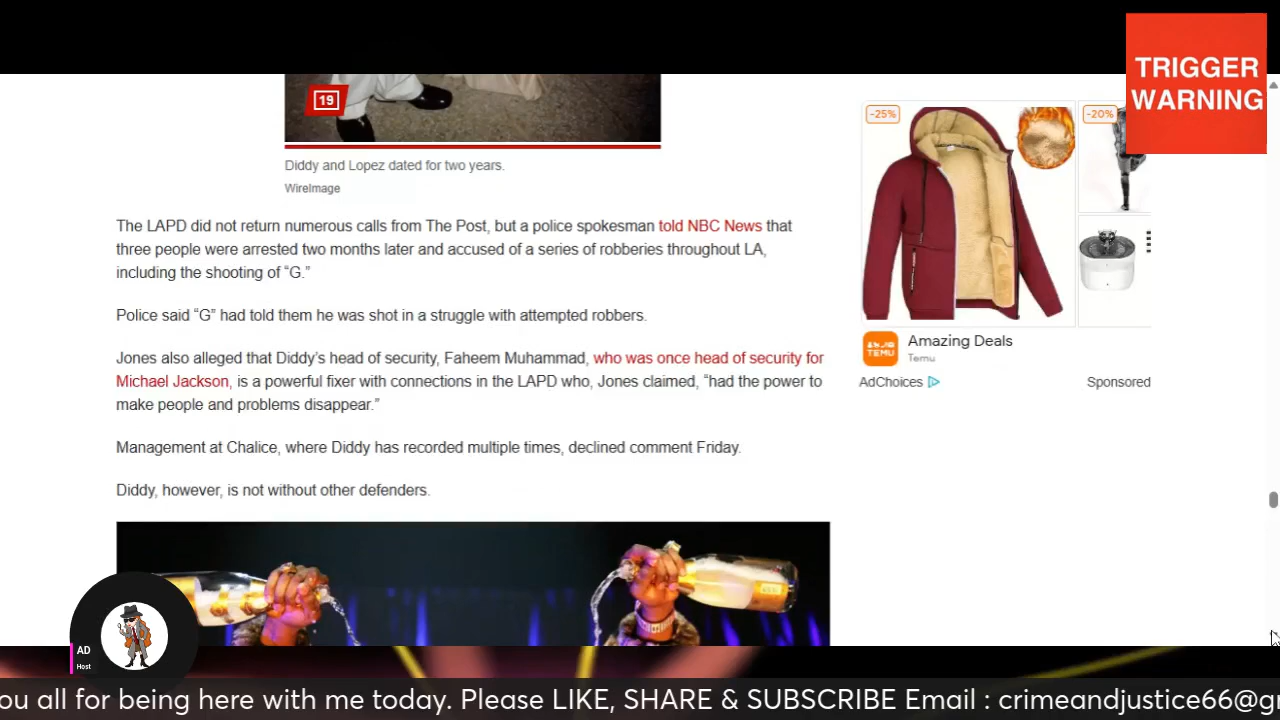 TRIGGER
WARNING
19
-25%
-20%
Diddy and Lopez dated for two years.
WireImage
The LAPD did not return numerous calls from The Post, but a police spokesman told NBC News that
three people were arrested two months later and accused of a series of robberies throughout LA,
including the shooting of “G.”
Police said “G” had told them he was shot in a struggle with attempted robbers.
Jones also alleged that Diddy’s head of security, Faheem Muhammad, who was once head of security for
Michael Jackson, is a powerful fixer with connections in the LAPD who, Jones claimed, “had the power to
make people and problems disappear.”
Management at Chalice, where Diddy has recorded multiple times, declined comment Friday.
Diddy, however, is not without other defenders.
TEMU
Amazing Deals
Temu
AdChoices
Sponsored
AD
Host
ou all for being here with me today. Please LIKE, SHARE & SUBSCRIBE Email : crimeandjustice66@g